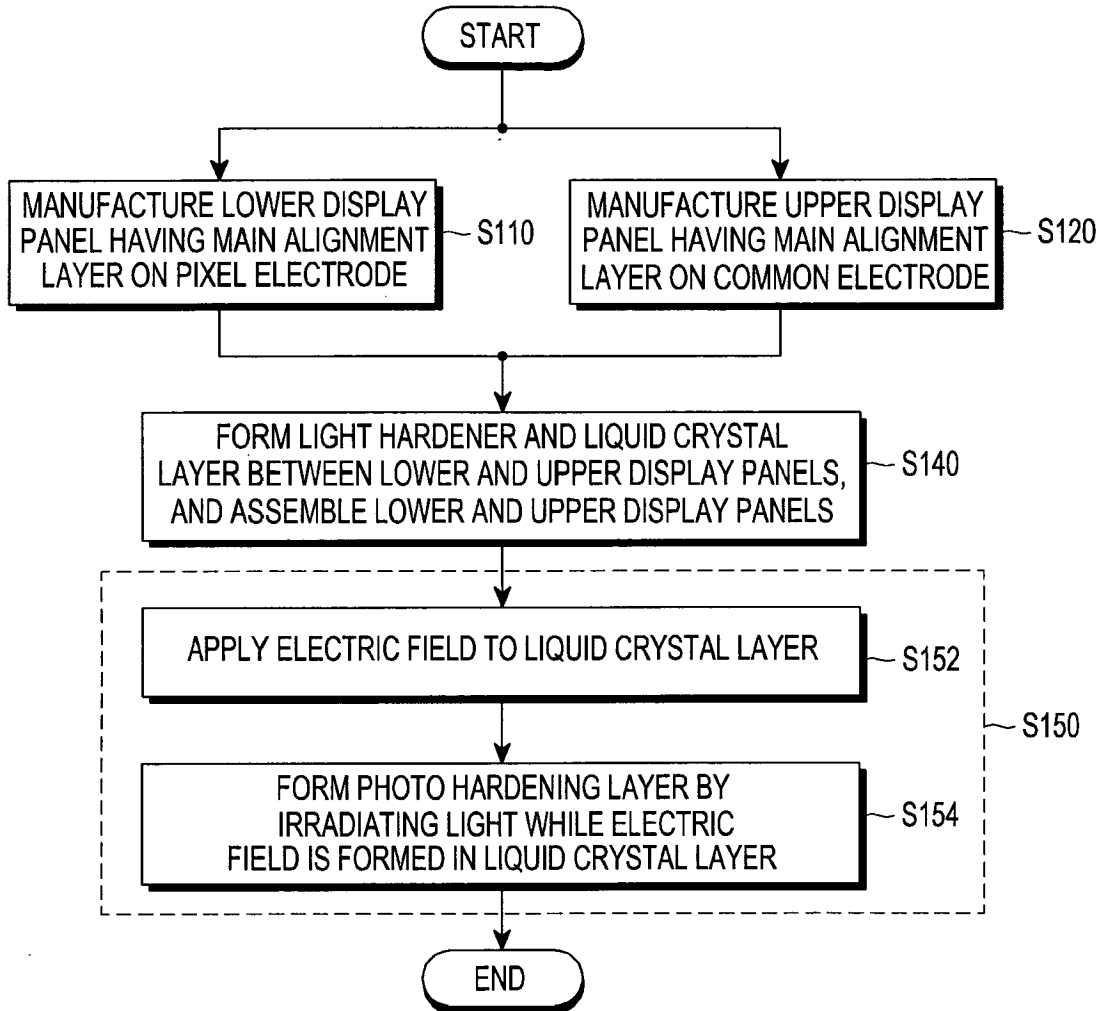 START
MANUFACTURE LOWER DISPLAY
PANEL HAVING MAIN ALIGNMENT
LAYER ON PIXEL ELECTRODE
S110
MANUFACTURE UPPER DISPLAY
PANEL HAVING MAIN ALIGNMENT
LAYER ON COMMON ELECTRODE
S120
FORM LIGHT HARDENER AND LIQUID CRYSTAL
LAYER BETWEEN LOWER AND UPPER DISPLAY PANELS,
AND ASSEMBLE LOWER AND UPPER DISPLAY PANELS
S140
APPLY ELECTRIC FIELD TO LIQUID CRYSTAL LAYER
S152
S150
FORM PHOTO HARDENING LAYER BY
IRRADIATING LIGHT WHILE ELECTRIC
FIELD IS FORMED IN LIQUID CRYSTAL LAYER
S154
END